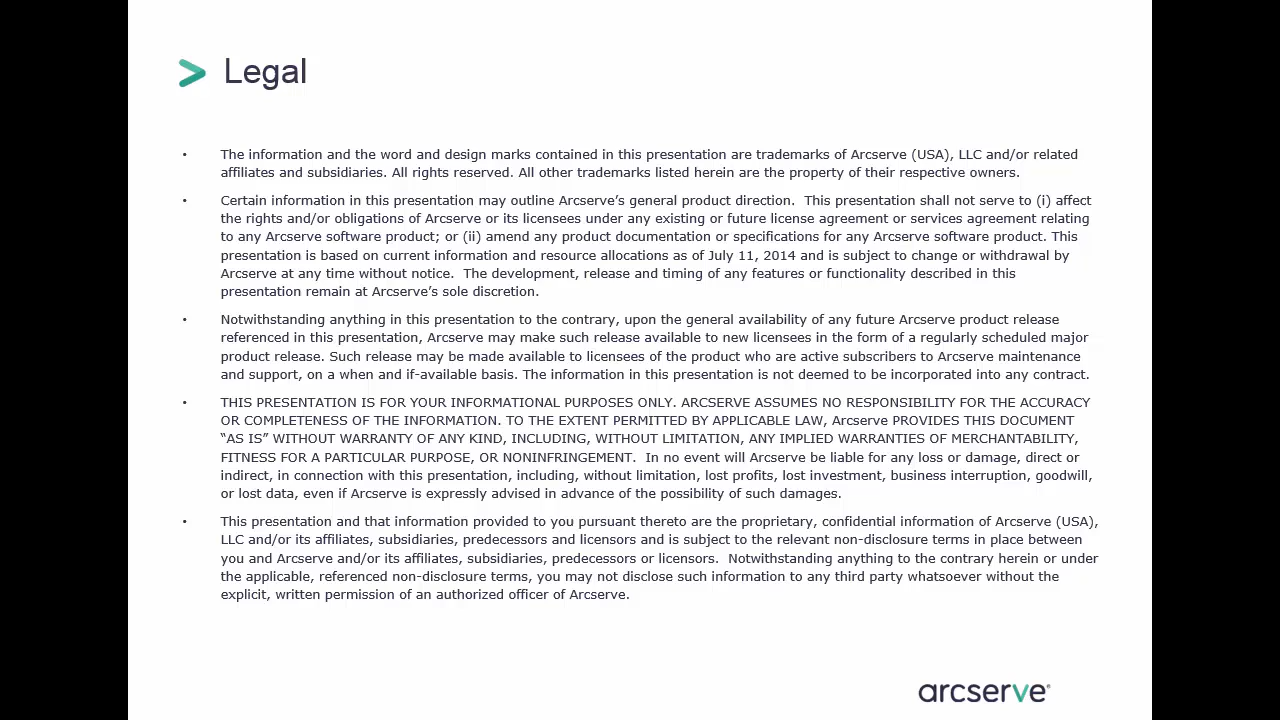 Legal
• The information and the word and design marks contained in this presentation are trademarks of Arcserve (USA), LLC and/or related
affiliates and subsidiaries. All rights reserved. All other trademarks listed herein are the property of their respective owners.
• Certain information in this presentation may outline Arcserve’s general product direction.  This presentation shall not serve to (i) affect
the rights and/or obligations of Arcserve or its licensees under any existing or future license agreement or services agreement relating
to any Arcserve software product; or (ii) amend any product documentation or specifications for any Arcserve software product. This
presentation is based on current information and resource allocations as of July 11, 2014 and is subject to change or withdrawal by
Arcserve at any time without notice.  The development, release and timing of any features or functionality described in this
presentation remain at Arcserve’s sole discretion.
• Notwithstanding anything in this presentation to the contrary, upon the general availability of any future Arcserve product release
referenced in this presentation, Arcserve may make such release available to new licensees in the form of a regularly scheduled major
product release. Such release may be made available to licensees of the product who are active subscribers to Arcserve maintenance
and support, on a when and if-available basis. The information in this presentation is not deemed to be incorporated into any contract.
• THIS PRESENTATION IS FOR YOUR INFORMATIONAL PURPOSES ONLY. ARCSERVE ASSUMES NO RESPONSIBILITY FOR THE ACCURACY
OR COMPLETENESS OF THE INFORMATION. TO THE EXTENT PERMITTED BY APPLICABLE LAW, Arcserve PROVIDES THIS DOCUMENT
“AS IS” WITHOUT WARRANTY OF ANY KIND, INCLUDING, WITHOUT LIMITATION, ANY IMPLIED WARRANTIES OF MERCHANTABILITY,
FITNESS FOR A PARTICULAR PURPOSE, OR NONINFRINGEMENT.  In no event will Arcserve be liable for any loss or damage, direct or
indirect, in connection with this presentation, including, without limitation, lost profits, lost investment, business interruption, goodwill,
or lost data, even if Arcserve is expressly advised in advance of the possibility of such damages.
• This presentation and that information provided to you pursuant thereto are the proprietary, confidential information of Arcserve (USA),
LLC and/or its affiliates, subsidiaries, predecessors and licensors and is subject to the relevant non-disclosure terms in place between
you and Arcserve and/or its affiliates, subsidiaries, predecessors or licensors.  Notwithstanding anything to the contrary herein or under
the applicable, referenced non-disclosure terms, you may not disclose such information to any third party whatsoever without the
explicit, written permission of an authorized officer of Arcserve.
arcserve®